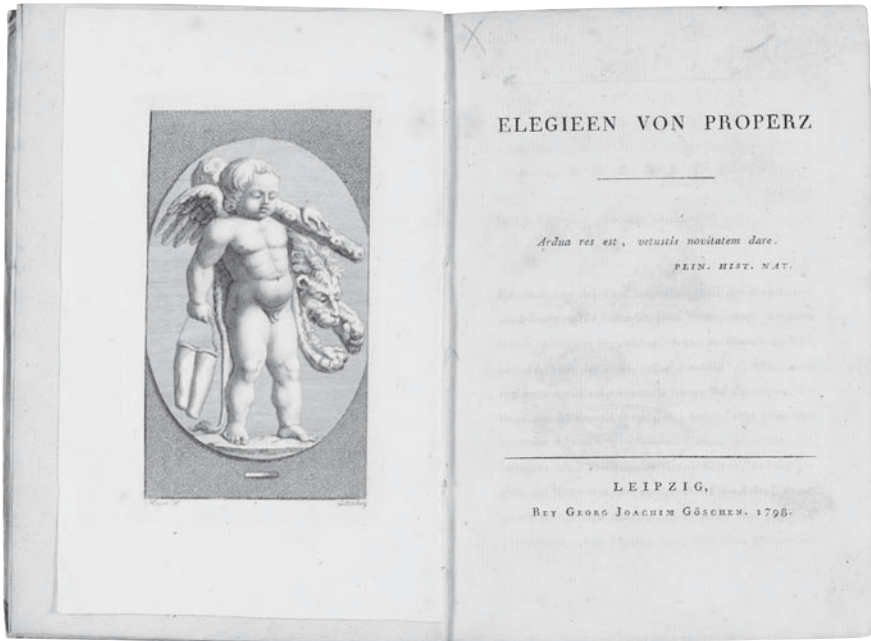 ELEGIEEN VON PROPERZ
Ardua res est, vetustis novitatem dare.
PLIN. HIST. NAT.
LEIPZIG,
BEY GEORG JOACHIM GÖSCHEN. 1798.